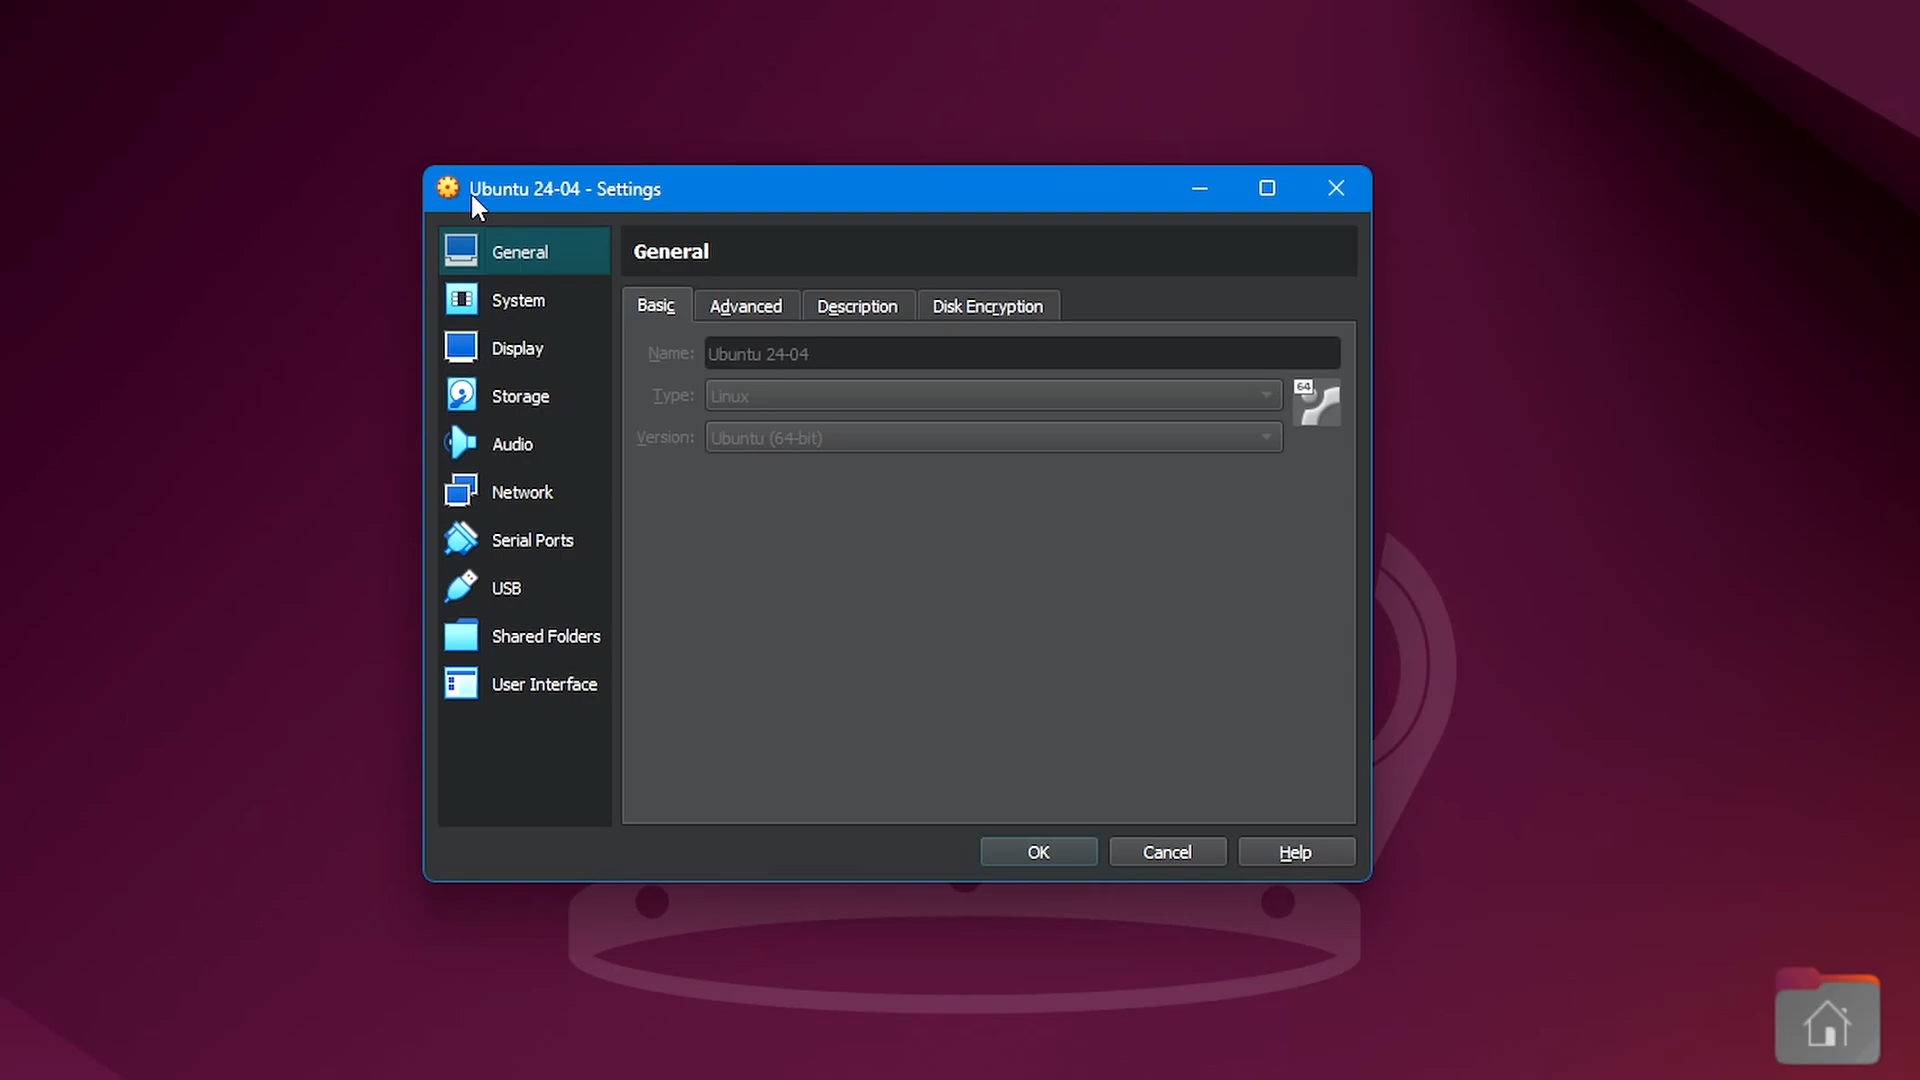 Ubuntu 24-04 - Settings
General
System
Display
Storage
Audio
Network
Serial Ports
USB
Shared Folders
User Interface
General
Basic Advanced Description Disk Encryption
Name: Ubuntu 24-04
Type: Linux
64
Version: Ubuntu (64-bit)
OK Cancel Help